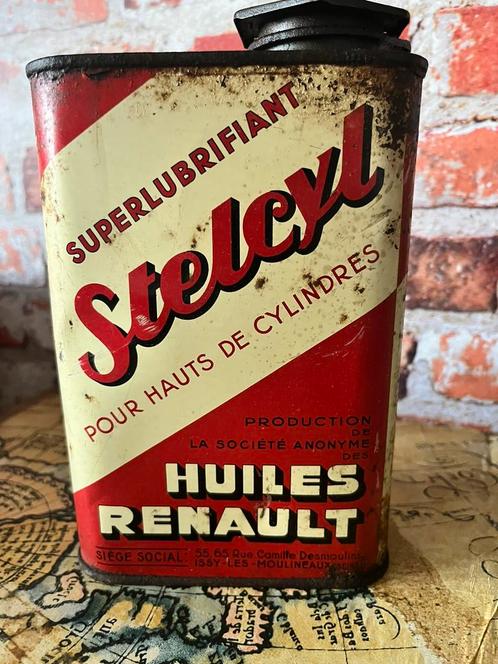 SUPERLUBRIFIANT
Stelcyl
POUR HAUTS DE CYLINDRES
PRODUCTION
DE
LA SOCIÉTÉ ANONYME
DES
HUILES
RENAULT
SIÈGE SOCIAL: 55, 65 Rue Camille Desmoulins
ISSY-LES-MOULINEAUX